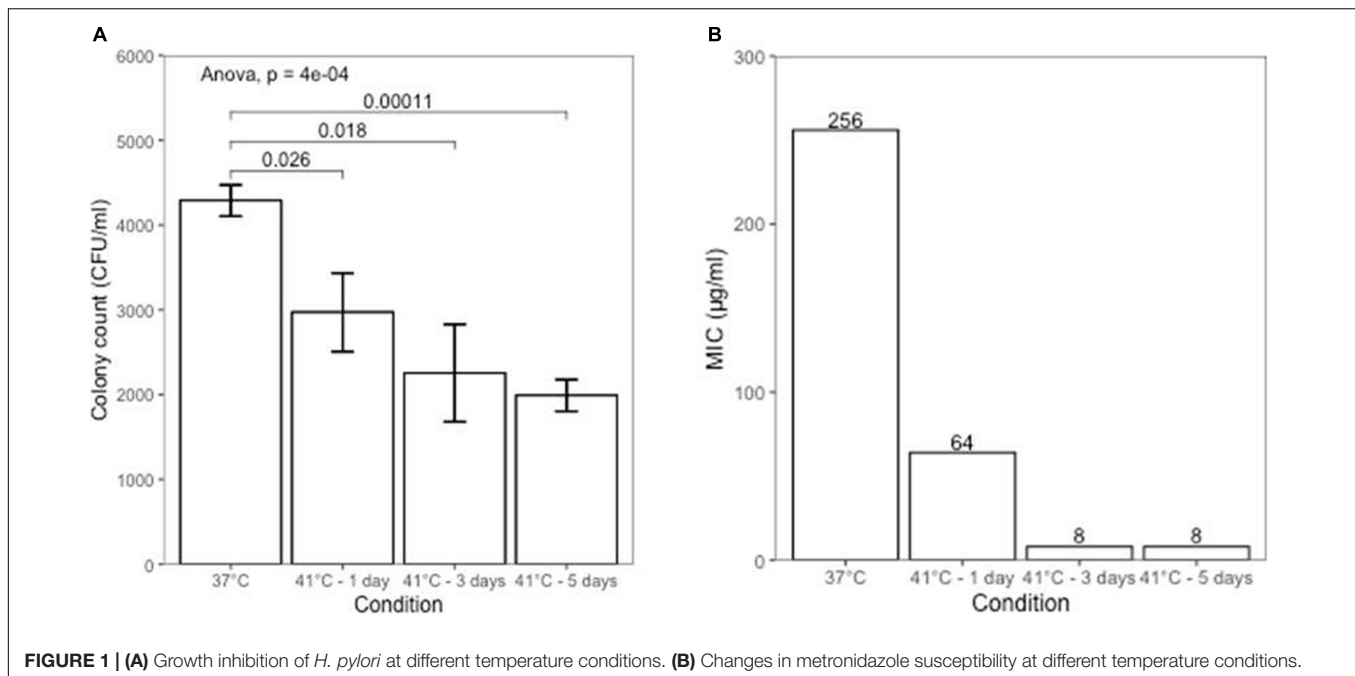 A
6000
5000
4000
3000
2000
1000
0
Colony count (CFU/ml)
Anova, p = 4e-04
0.00011
0.018
0.026
37°C
41°C - 1 day
41°C - 3 days
41°C - 5 days
Condition
B
300
200
100
0
MIC (µg/ml)
256
64
8
8
37°C
41°C - 1 day
41°C - 3 days
41°C - 5 days
Condition
FIGURE 1 | (A) Growth inhibition of H. pylori at different temperature conditions. (B) Changes in metronidazole susceptibility at different temperature conditions.